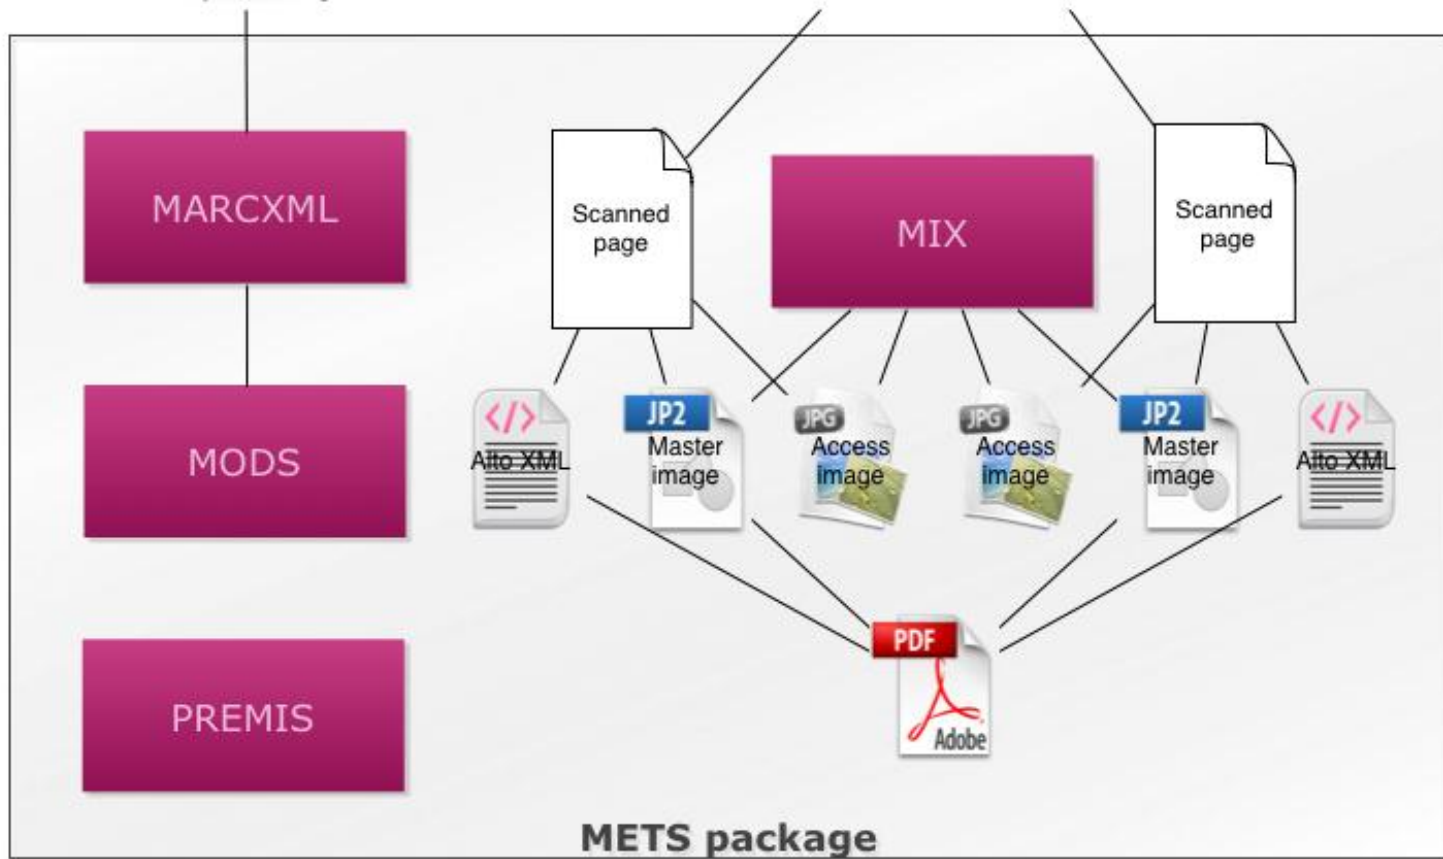 MARCXML
Scanned
page
MIX
Scanned
page
MODS
</>
Alto XML
JP2
Master
image
JPG
Access
image
JPG
Access
image
JP2
Master
image
</>
Alto XML
PREMIS
PDF
Adobe
METS package